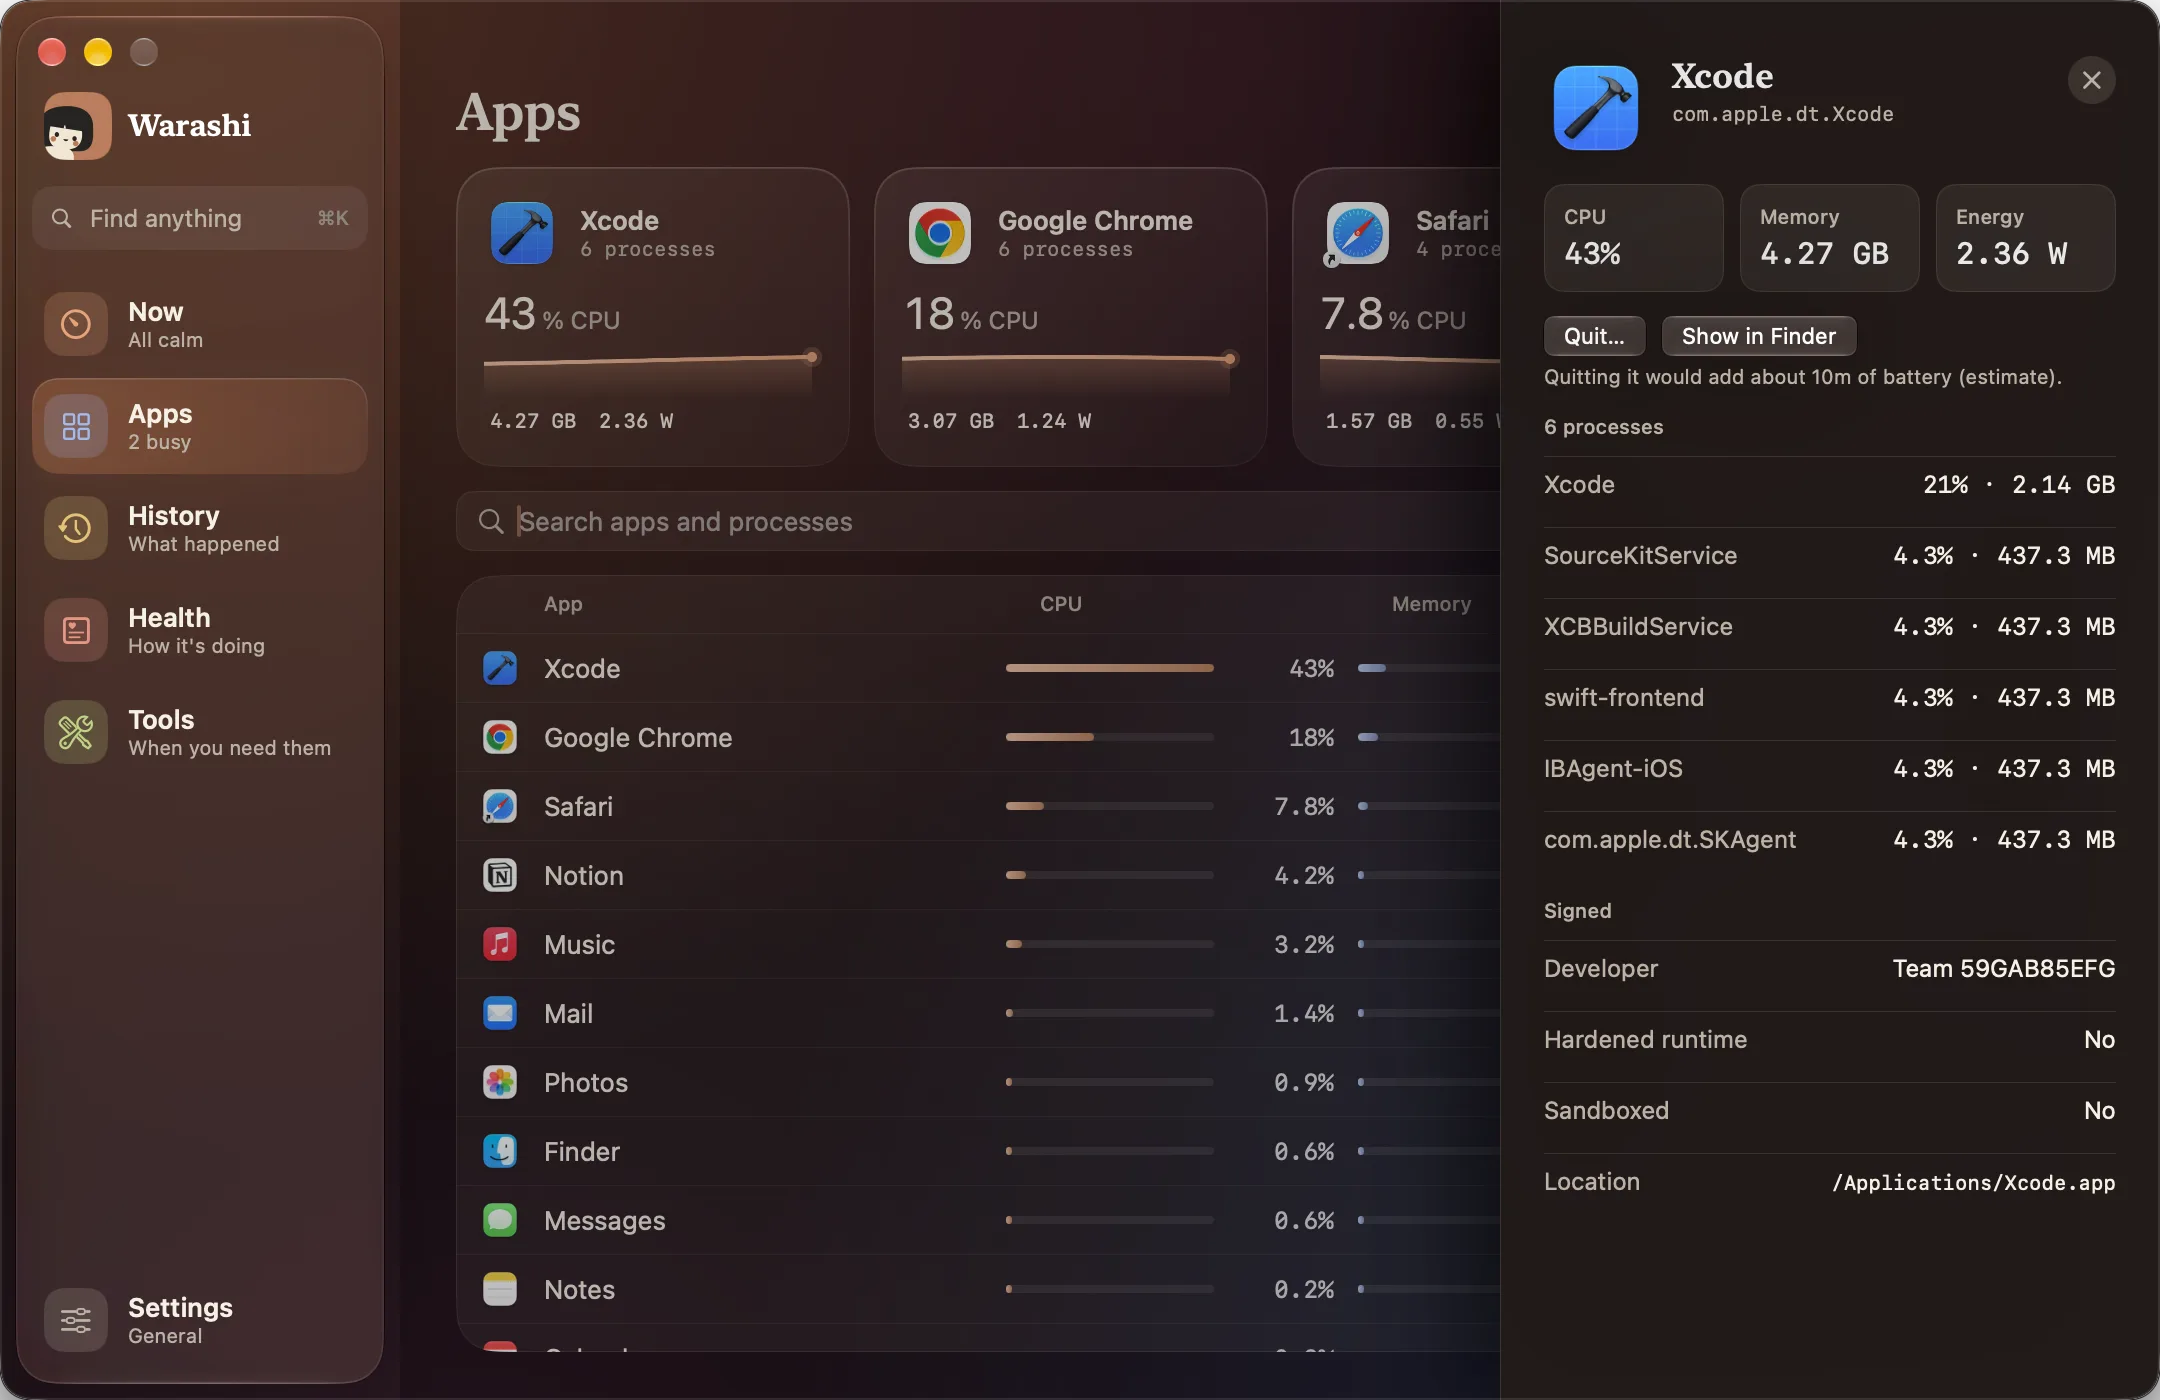 Warashi
Find anything ⌘K
Now
All calm
Apps
2 busy
History
What happened
Health
How it's doing
Tools
When you need them
Settings
General
Apps
Xcode
6 processes
43 % CPU
4.27 GB 2.36 W
Google Chrome
6 processes
18 % CPU
3.07 GB 1.24 W
Safari
4 proce
7.8 % CPU
1.57 GB 0.55
Search apps and processes
App CPU Memory
Xcode 43%
Google Chrome 18%
Safari 7.8%
Notion 4.2%
Music 3.2%
Mail 1.4%
Photos 0.9%
Finder 0.6%
Messages 0.6%
Notes 0.2%
Xcode
com.apple.dt.Xcode
CPU
43%
Memory
4.27 GB
Energy
2.36 W
Quit... Show in Finder
Quitting it would add about 10m of battery (estimate).
6 processes
Xcode 21% · 2.14 GB
SourceKitService 4.3% · 437.3 MB
XCBBuildService 4.3% · 437.3 MB
swift-frontend 4.3% · 437.3 MB
IBAgent-iOS 4.3% · 437.3 MB
com.apple.dt.SKAgent 4.3% · 437.3 MB
Signed
Developer Team 59GAB85EFG
Hardened runtime No
Sandboxed No
Location /Applications/Xcode.app